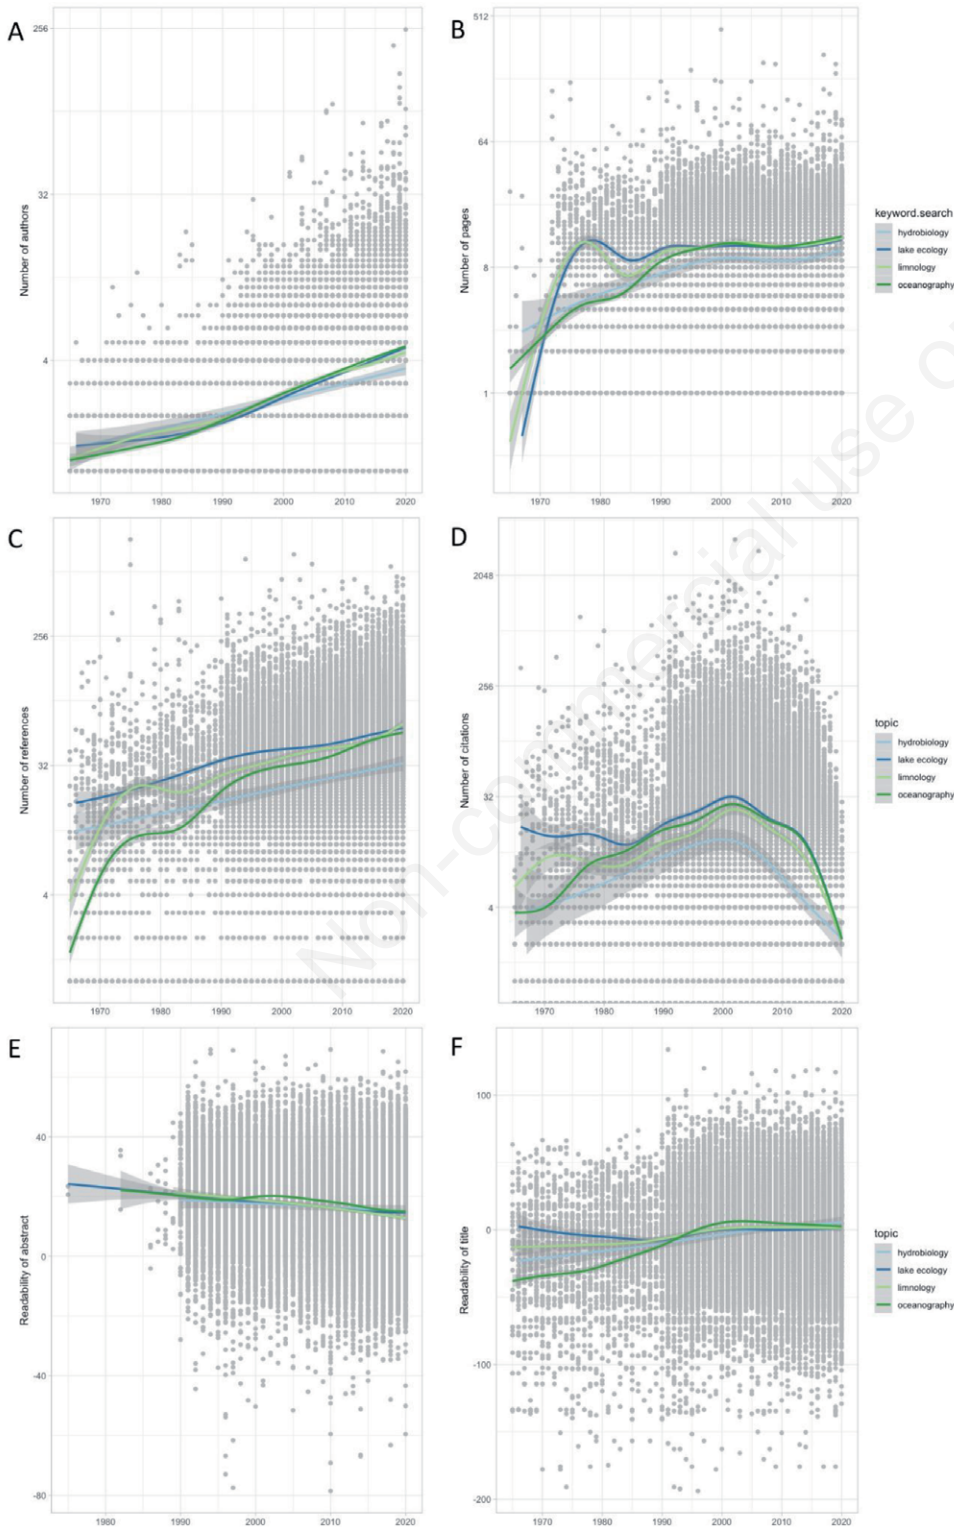 A
256
32
4
Number of authors
1970
1980
1990
2000
2010
2020
B
512
64
8
1
Number of pages
1970
1980
1990
2000
2010
2020
keyword.search
hydrobiology
lake ecology
limnology
oceanography
C
256
32
4
Number of references
1970
1980
1990
2000
2010
2020
D
2048
256
32
4
Number of citations
1970
1980
1990
2000
2010
2020
topic
hydrobiology
lake ecology
limnology
oceanography
E
40
0
-40
-80
Readability of abstract
1980
1990
2000
2010
2020
F
100
0
-100
-200
Readability of title
1970
1980
1990
2000
2010
2020
topic
hydrobiology
lake ecology
limnology
oceanography
Non-commercial use